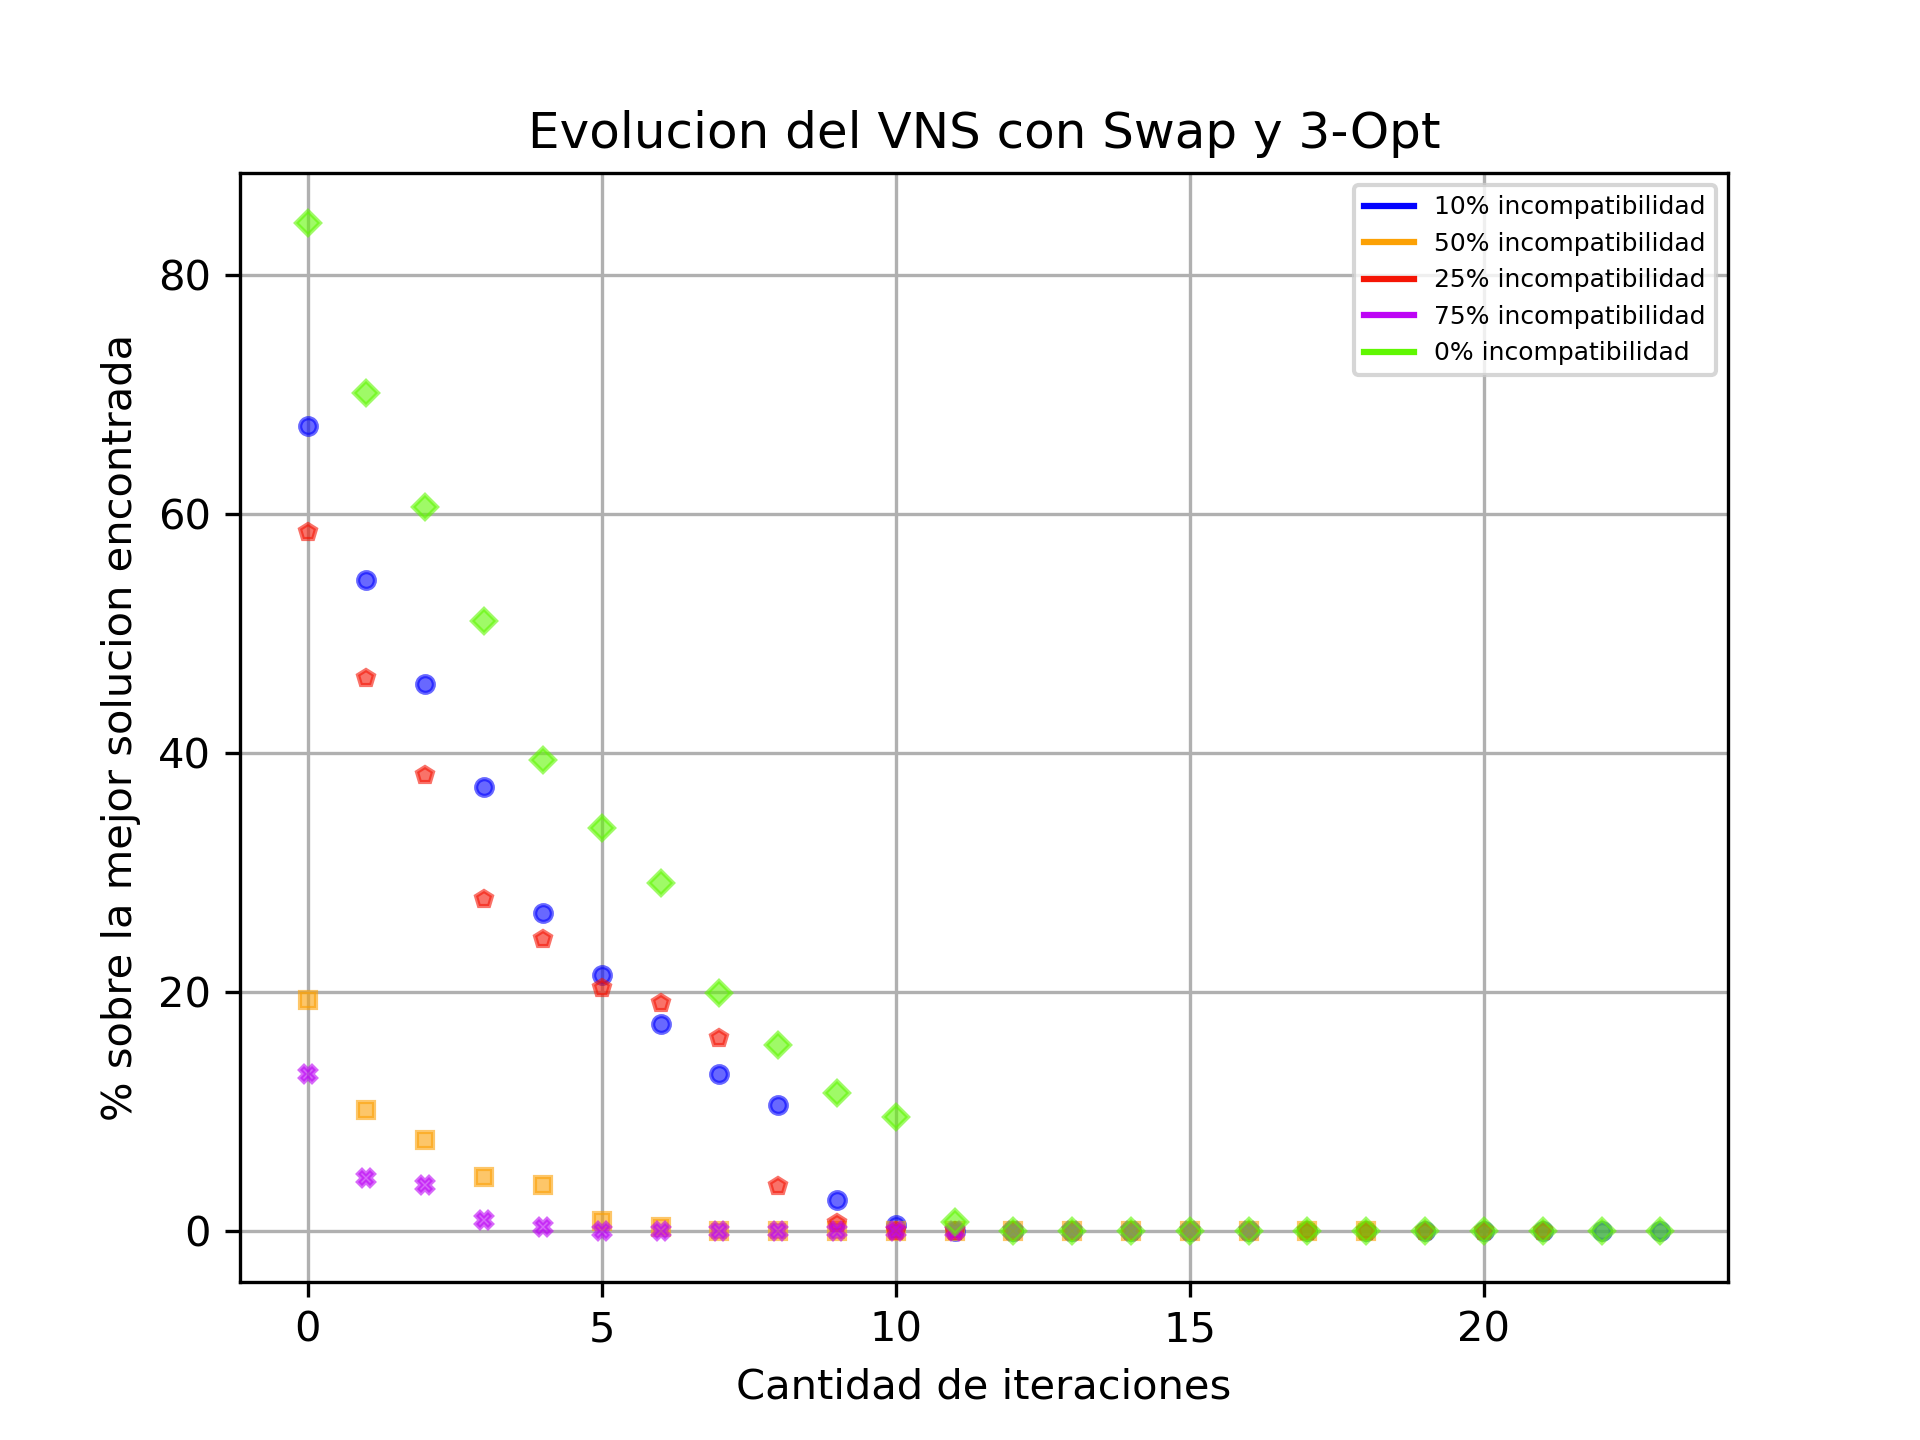 Evolucion del VNS con Swap y 3-Opt
10% incompatibilidad
50% incompatibilidad
25% incompatibilidad
75% incompatibilidad
0% incompatibilidad
% sobre la mejor solucion encontrada
80
60
40
20
0
0 5 10 15 20
Cantidad de iteraciones